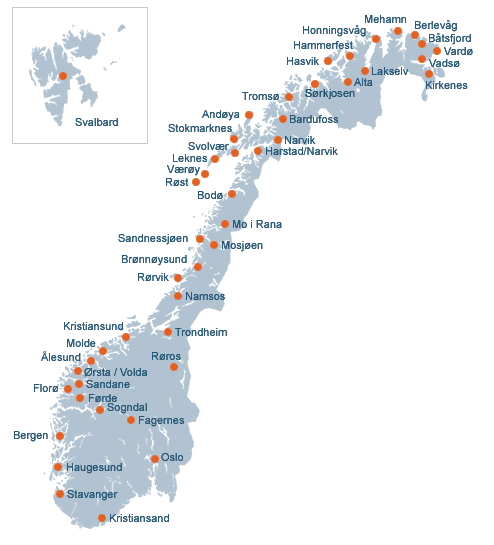 Mehamn
Honningsvåg
Berlevåg
Båtsfjord
Hammerfest
Vardø
Hasvik
Vadsø
Lakselv
Alta
Kirkenes
Sørkjosen
Tromsø
Svalbard
Andøya
Bardufoss
Stokmarknes
Narvik
Svolvær
Harstad/Narvik
Leknes
Værøy
Røst
Bodø
Mo i Rana
Sandnessjøen
Mosjøen
Brønnøysund
Rørvik
Namsos
Kristiansund
Trondheim
Molde
Ålesund
Røros
Ørsta / Volda
Sandane
Florø
Førde
Sogndal
Fagernes
Bergen
Oslo
Haugesund
Stavanger
Kristiansand